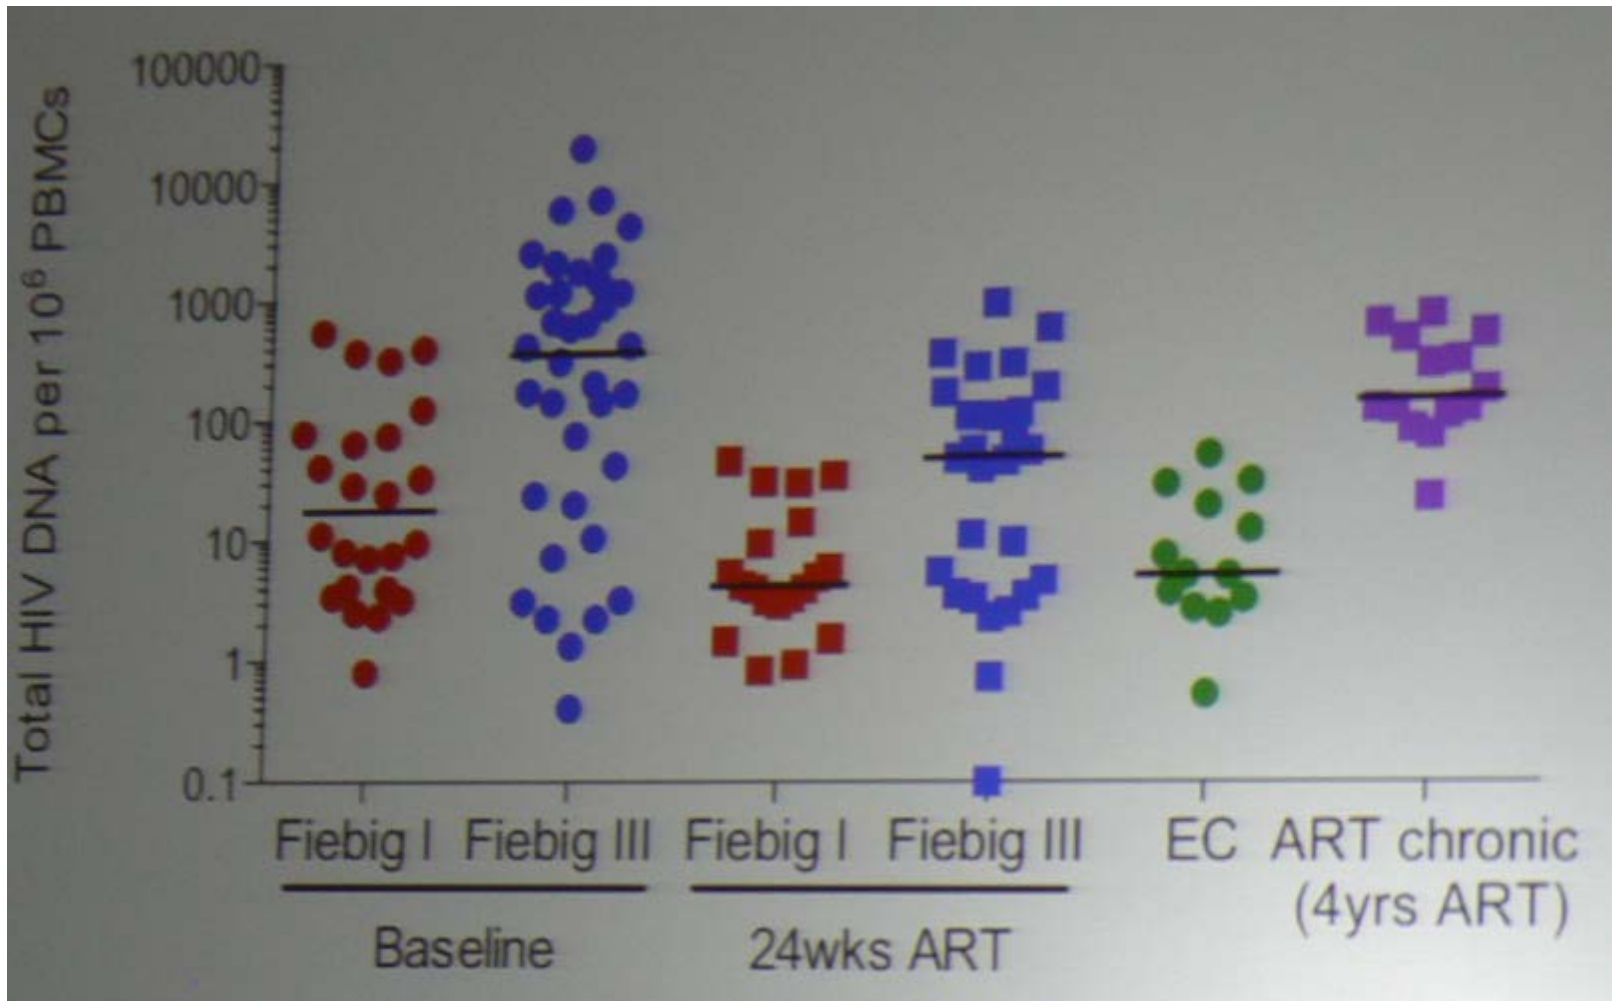 Total HIV DNA per 10⁶ PBMCs
100000
10000
1000
100
10
1
0.1
Fiebig I Fiebig III Fiebig I Fiebig III EC ART chronic
(4yrs ART)
Baseline 24wks ART